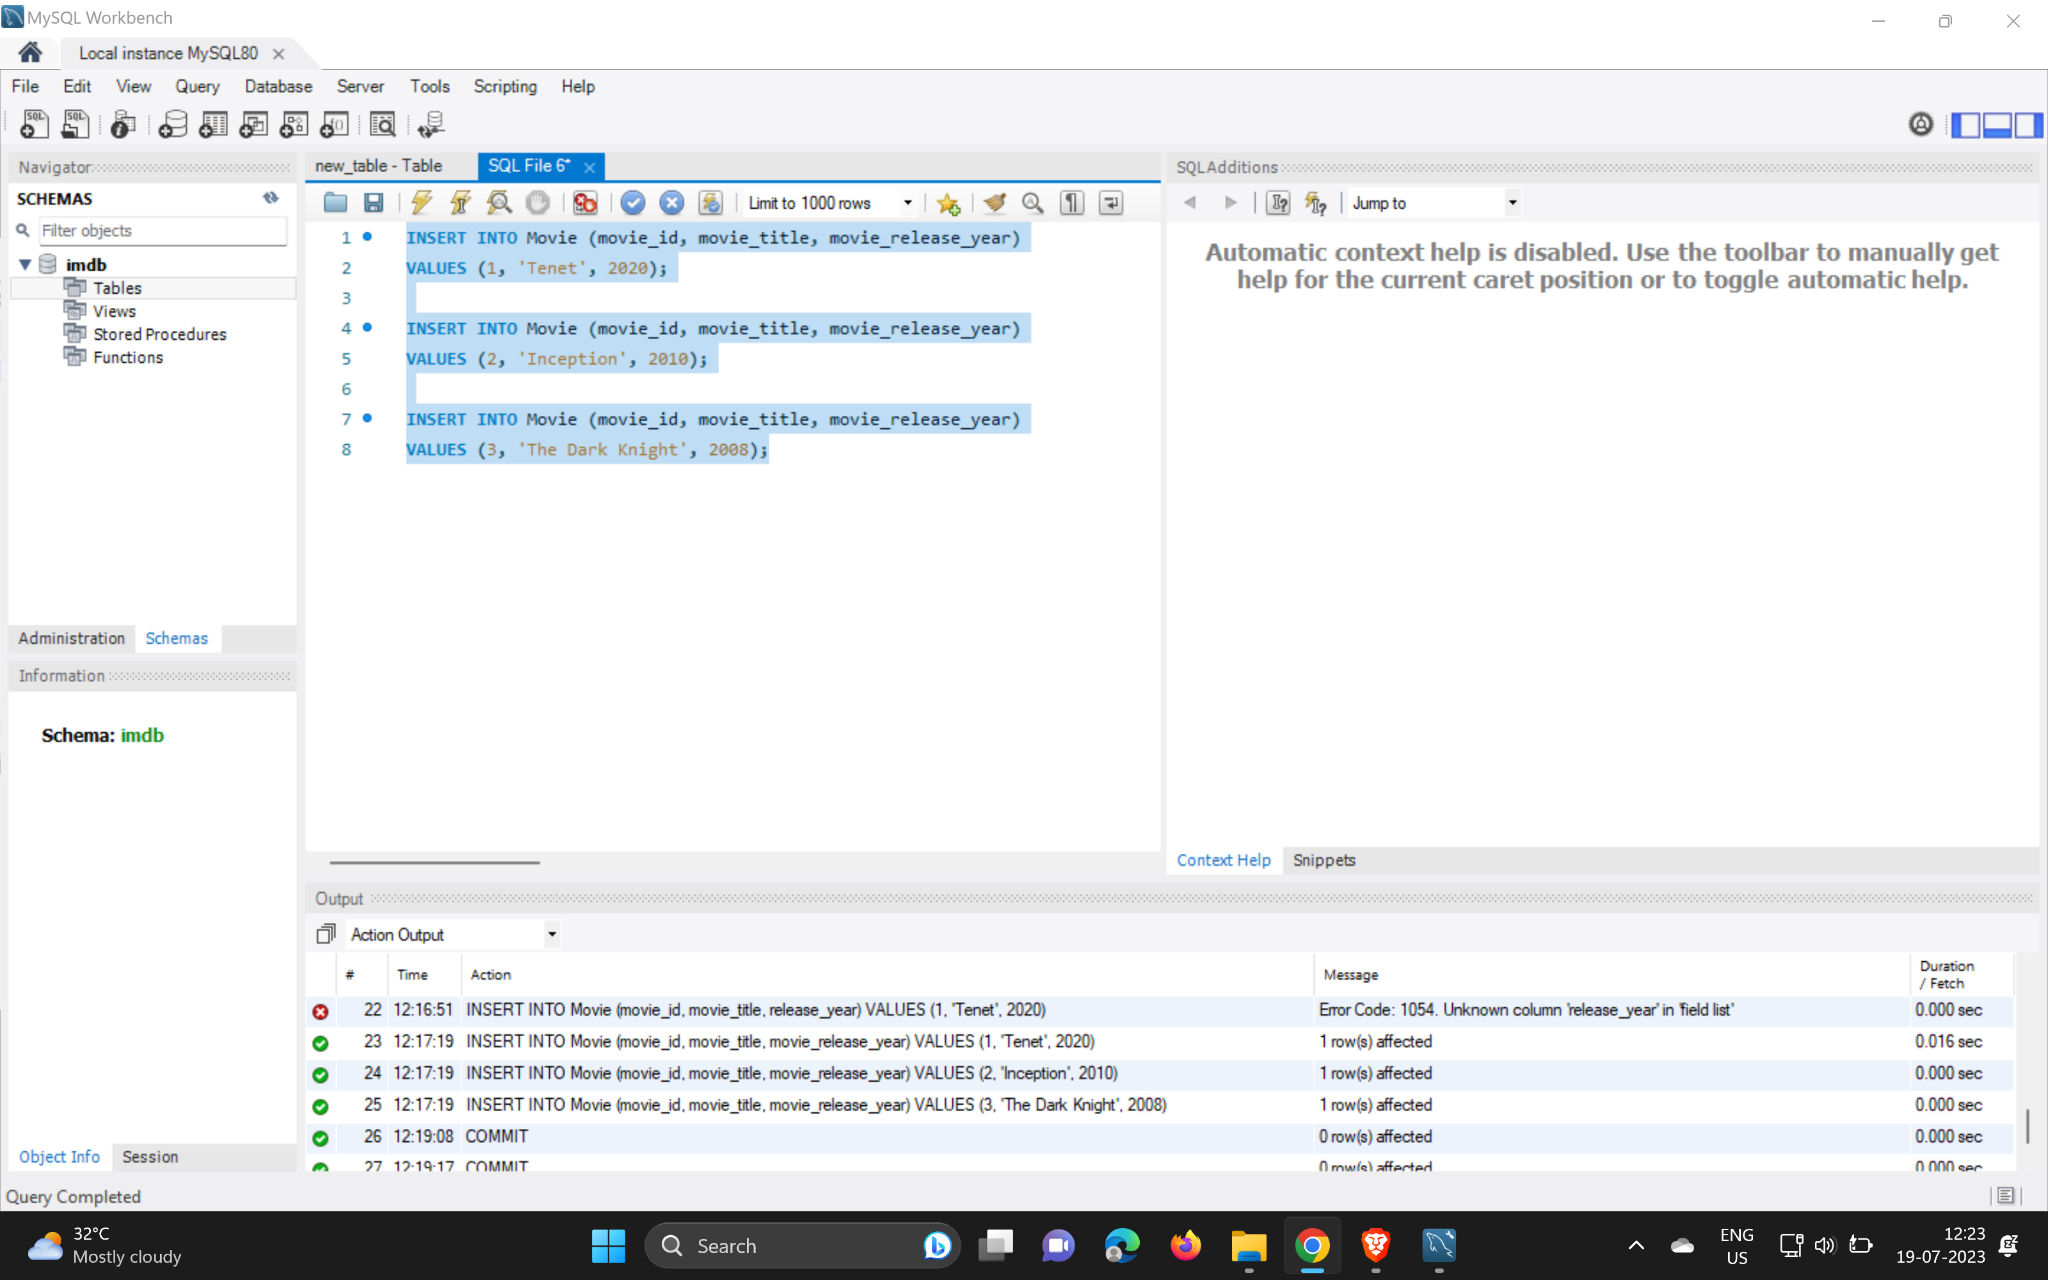 MySQL Workbench
Local instance MySQL80
File Edit View Query Database Server Tools Scripting Help
Navigator
SCHEMAS
Filter objects
imdb
Tables
Views
Stored Procedures
Functions
Administration Schemas
Information
Schema: imdb
Object Info Session
new_table - Table SQL File 6*
Limit to 1000 rows
1 INSERT INTO Movie (movie_id, movie_title, movie_release_year)
2 VALUES (1, 'Tenet', 2020);
3
4 INSERT INTO Movie (movie_id, movie_title, movie_release_year)
5 VALUES (2, 'Inception', 2010);
6
7 INSERT INTO Movie (movie_id, movie_title, movie_release_year)
8 VALUES (3, 'The Dark Knight', 2008);
SQLAdditions
Jump to
Automatic context help is disabled. Use the toolbar to manually get
help for the current caret position or to toggle automatic help.
Context Help Snippets
Output
Action Output
# Time Action Message Duration / Fetch
22 12:16:51 INSERT INTO Movie (movie_id, movie_title, release_year) VALUES (1, 'Tenet', 2020) Error Code: 1054. Unknown column 'release_year' in 'field list' 0.000 sec
23 12:17:19 INSERT INTO Movie (movie_id, movie_title, movie_release_year) VALUES (1, 'Tenet', 2020) 1 row(s) affected 0.016 sec
24 12:17:19 INSERT INTO Movie (movie_id, movie_title, movie_release_year) VALUES (2, 'Inception', 2010) 1 row(s) affected 0.000 sec
25 12:17:19 INSERT INTO Movie (movie_id, movie_title, movie_release_year) VALUES (3, 'The Dark Knight', 2008) 1 row(s) affected 0.000 sec
26 12:19:08 COMMIT 0 row(s) affected 0.000 sec
27 12:19:17 COMMIT 0 row(s) affected 0.000 sec
Query Completed
32°C
Mostly cloudy
Search
ENG
US
12:23
19-07-2023